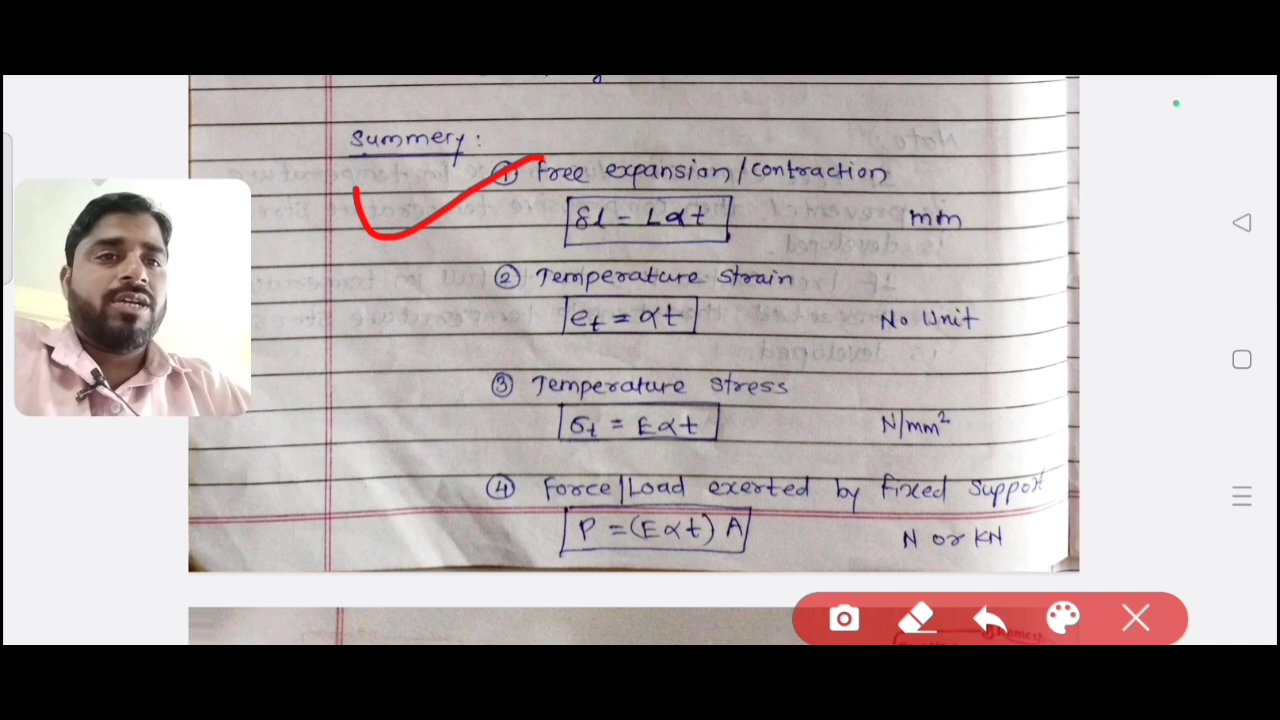 Summery :
① Free expansion/contraction
δl = Lαt mm
② Temperature strain
et = αt No Unit
③ Temperature stress
σt = Eαt N/mm²
④ Force/Load exerted by fixed support
P = (Eαt) A N or KN